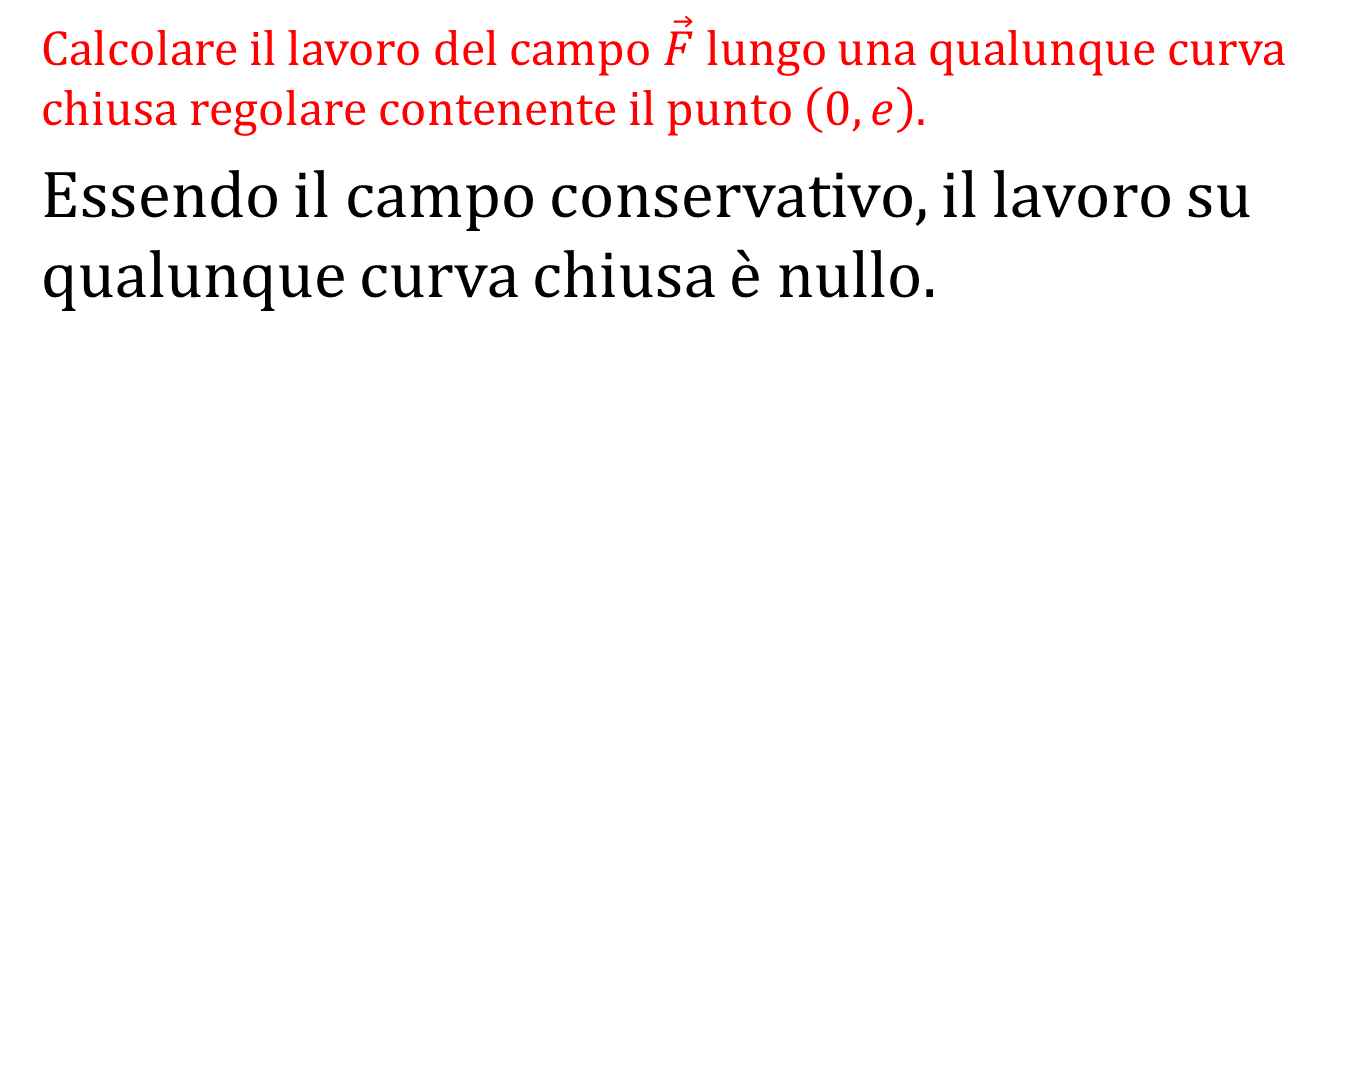 Calcolare il lavoro del campo $\vec{F}$ lungo una qualunque curva
chiusa regolare contenente il punto $(0, e)$.
Essendo il campo conservativo, il lavoro su
qualunque curva chiusa è nullo.